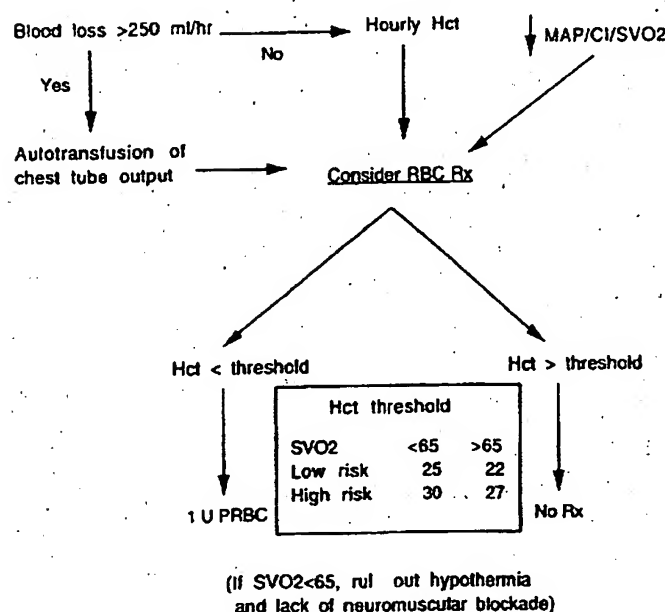 Blood loss >250 ml/hr
No
Hourly Hct
MAP/CI/SVO2
Yes
Autotransfusion of
chest tube output
Consider RBC Rx
Hct < threshold
Hct > threshold
Hct threshold
SVO2 <65 >65
Low risk 25 22
High risk 30 27
1 U PRBC
No Rx
(If SVO2<65, rul out hypothermia
and lack of neuromuscular blockade)